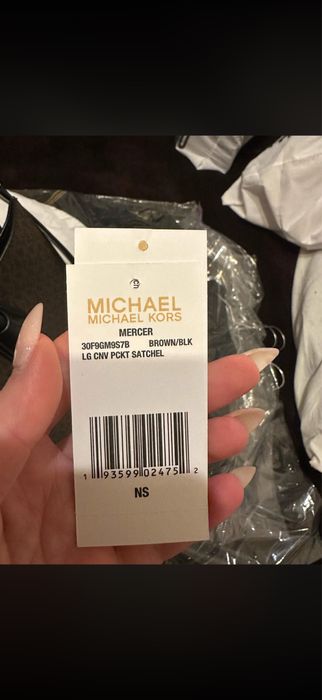 MICHAEL
MICHAEL KORS
MERCER
30F9GM9S7B BROWN/BLK
LG CNV PCKT SATCHEL
1 93599 02475 2
NS